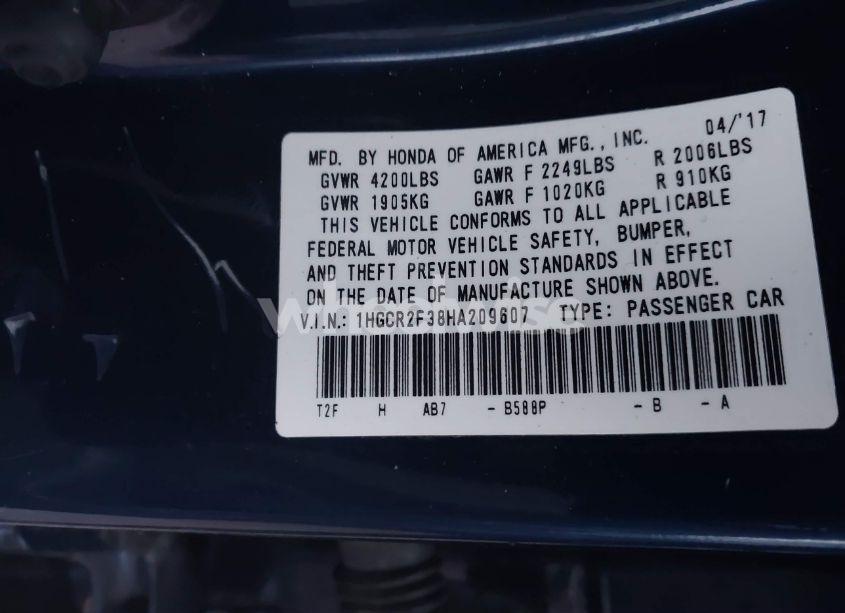 MFD. BY HONDA OF AMERICA MFG., INC. 04/'17
GVWR 4200LBS GAWR F 2249LBS R 2006LBS
GVWR 1905KG GAWR F 1020KG R 910KG
THIS VEHICLE CONFORMS TO ALL APPLICABLE
FEDERAL MOTOR VEHICLE SAFETY, BUMPER,
AND THEFT PREVENTION STANDARDS IN EFFECT
ON THE DATE OF MANUFACTURE SHOWN ABOVE.
V.I.N.: 1HGCR2F38HA209607 TYPE: PASSENGER CAR
T2F H AB7 - B588P - B - A